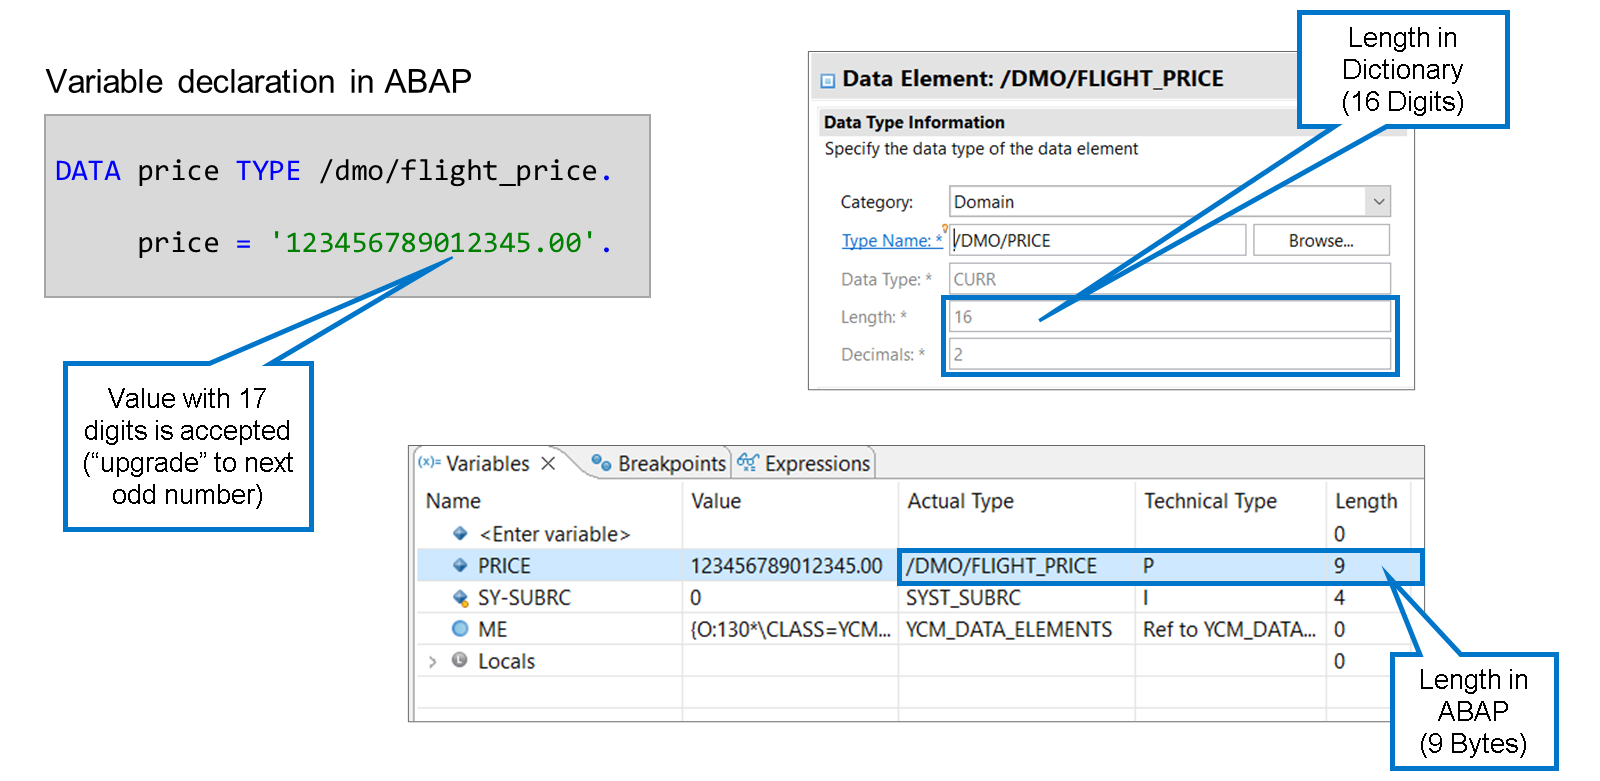 Variable declaration in ABAP
DATA price TYPE /dmo/flight_price.
price = '123456789012345.00'.
Value with 17
digits is accepted
(“upgrade” to next
odd number)
Data Element: /DMO/FLIGHT_PRICE
Data Type Information
Specify the data type of the data element
Category: Domain
Type Name: * /DMO/PRICE Browse...
Data Type: * CURR
Length: * 16
Decimals: * 2
Length in
Dictionary
(16 Digits)
(x)= Variables Breakpoints Expressions
Name Value Actual Type Technical Type Length
<Enter variable> 0
PRICE 123456789012345.00 /DMO/FLIGHT_PRICE P 9
SY-SUBRC 0 SYST_SUBRC I 4
ME {O:130*\CLASS=YCM... YCM_DATA_ELEMENTS Ref to YCM_DATA... 0
L Locals 0
Length in
ABAP
(9 Bytes)